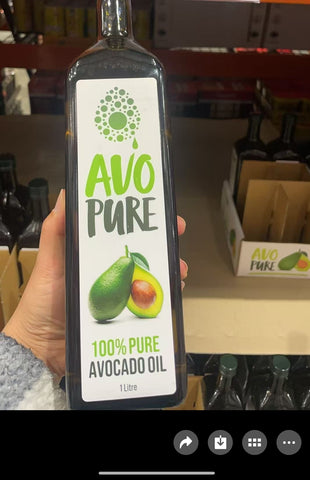 AVO
PURE
100% PURE
AVOCADO OIL
1 Litre
AVO
PURE